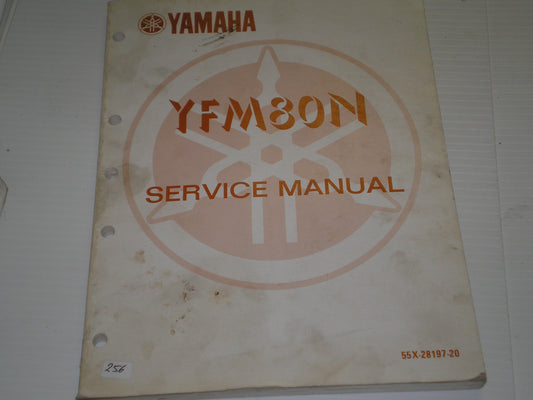 YAMAHA
YFM80N
SERVICE MANUAL
55X-28197-20
256